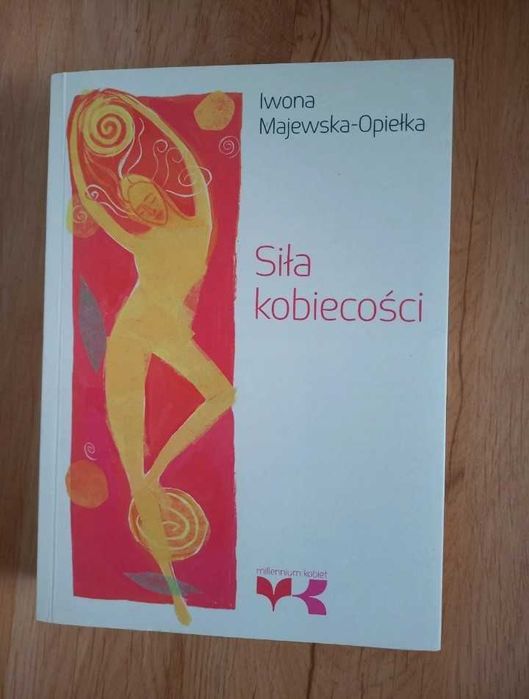 Iwona
Majewska-Opiełka
Siła
kobiecości
millennium kobiet